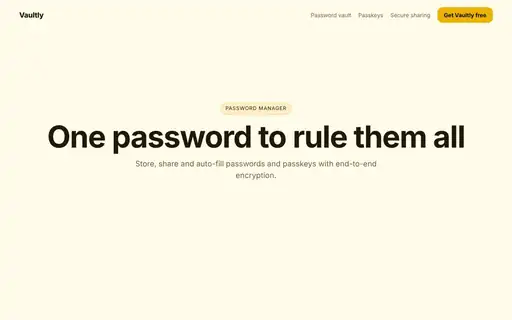 Vaultly
Password vault Passkeys Secure sharing Get Vaultly free
PASSWORD MANAGER
One password to rule them all
Store, share and auto-fill passwords and passkeys with end-to-end
encryption.